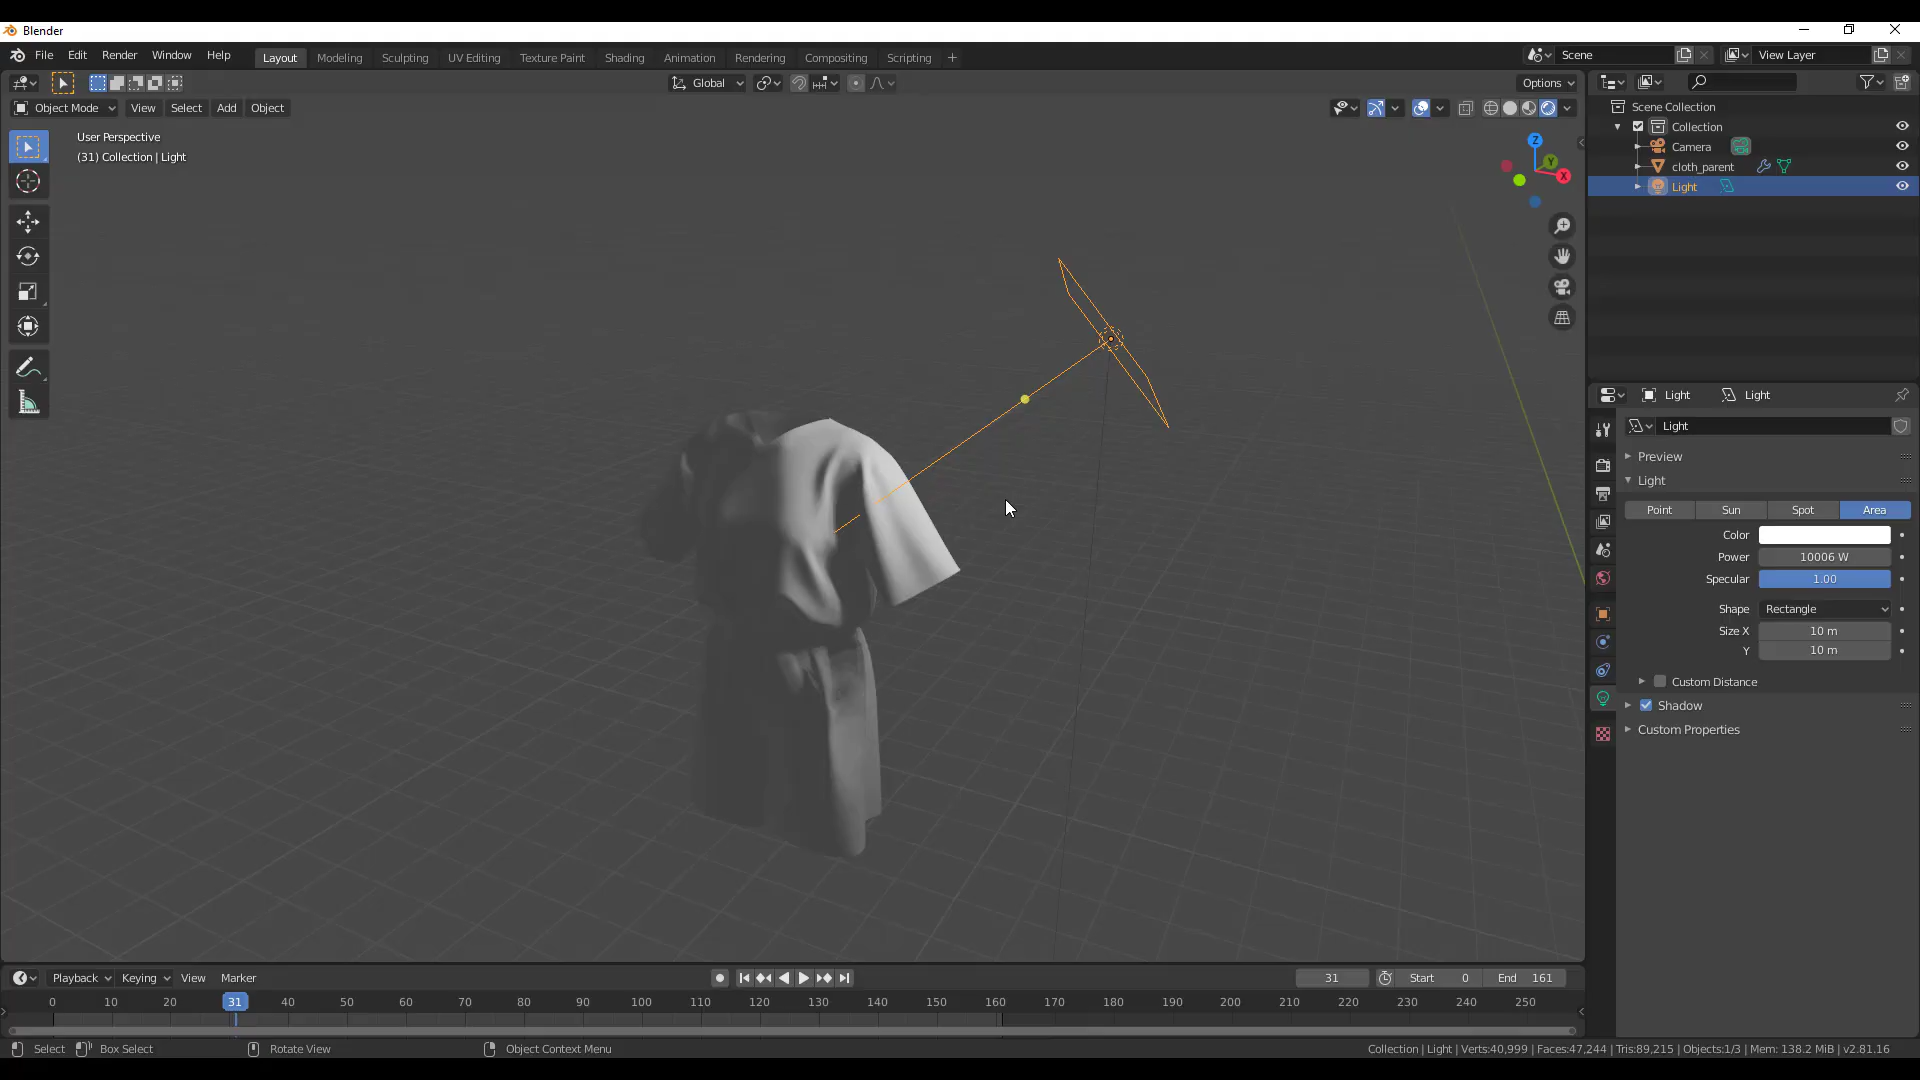 Blender
File Edit Render Window Help Layout Modeling Sculpting UV Editing Texture Paint Shading Animation Rendering Compositing Scripting + Scene View Layer
Global Options
Object Mode View Select Add Object
User Perspective
(31) Collection | Light
Z
Y
X
Scene Collection
Collection
Camera
cloth_parent
Light
Light Light
Light
Preview
Light
Point Sun Spot Area
Color
Power 10006 W
Specular 1.00
Shape Rectangle
Size X 10 m
Y 10 m
Custom Distance
Shadow
Custom Properties
Playback Keying View Marker 31 Start 0 End 161
0 10 20 31 40 50 60 70 80 90 100 110 120 130 140 150 160 170 180 190 200 210 220 230 240 250
Select Box Select Rotate View Object Context Menu Collection | Light | Verts:40,999 | Faces:47,244 | Tris:89,215 | Objects:1/3 | Mem: 138.2 MiB | v2.81.16